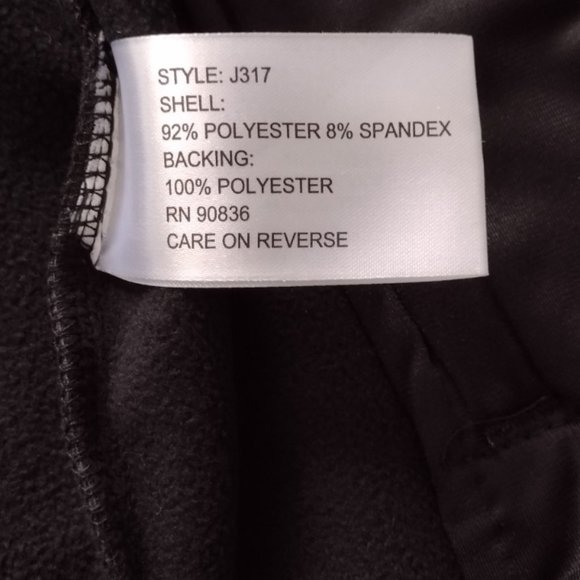 STYLE: J317
SHELL:
92% POLYESTER 8% SPANDEX
BACKING:
100% POLYESTER
RN 90836
CARE ON REVERSE